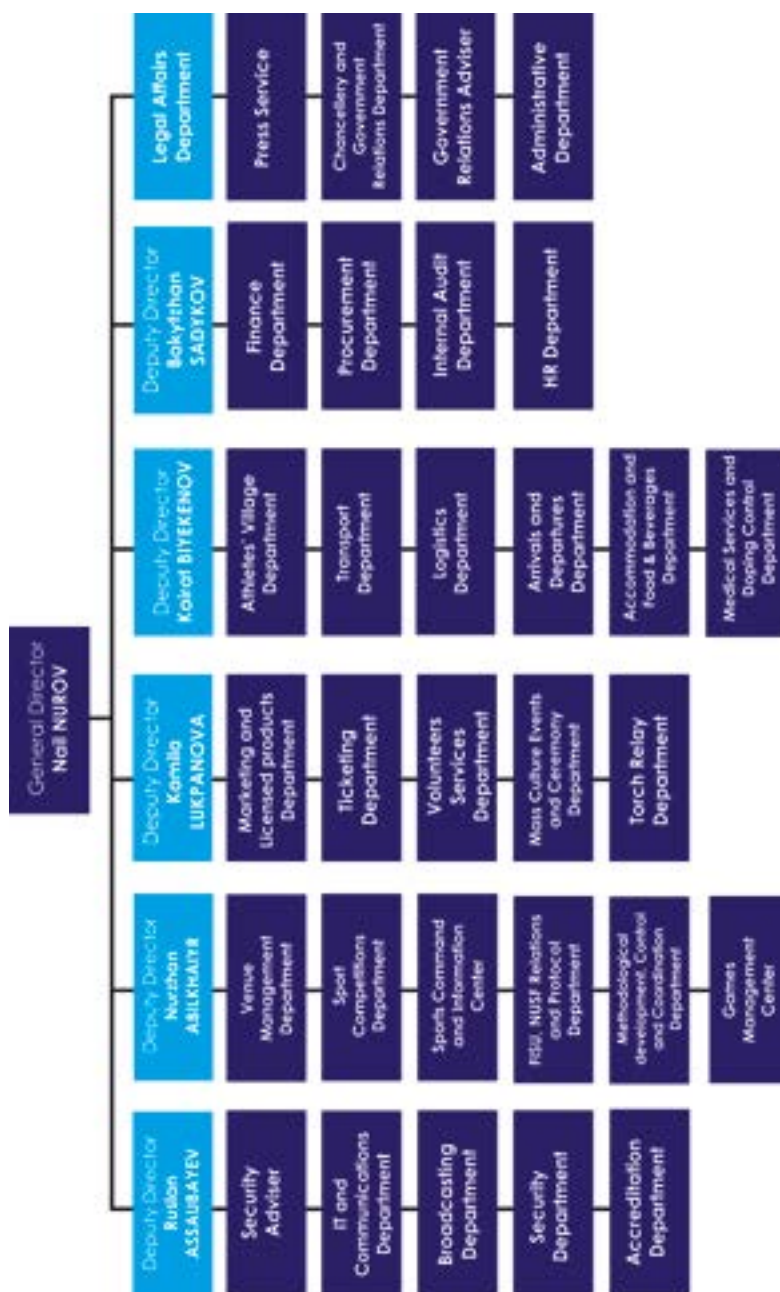 General Director
Nail NUROV
Deputy Director
Ruslan
ASSAUBAYEV
Security
Adviser
IT and
Communications
Department
Broadcasting
Department
Security
Department
Accreditation
Department
Deputy Director
Nurzhan
ABILKHAIYR
Venue
Management
Department
Sport
Competitions
Department
Sports Command
and Information
Center
FISU, NUSF Relations
and Protocol
Department
Methodological
development, Control
and Coordination
Department
Games
Management
Center
Deputy Director
Kamila
LUKPANOVA
Marketing and
Licensed products
Department
Ticketing
Department
Volunteers
Services
Department
Mass Culture Events
and Ceremony
Department
Torch Relay
Department
Deputy Director
Kairat BIYEKENOV
Athletes' Village
Department
Transport
Department
Logistics
Department
Arrivals and
Departures
Department
Accommodation and
Food & Beverages
Department
Medical Services and
Doping Control
Department
Deputy Director
Bakytzhan
SADYKOV
Finance
Department
Procurement
Department
Internal Audit
Department
HR Department
Legal Affairs
Department
Press Service
Chancellery and
Government
Relations Department
Government
Relations Adviser
Administrative
Department